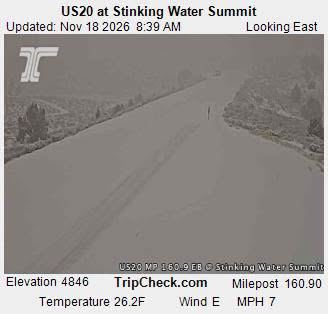 US20 at Stinking Water Summit
Updated: Nov 18 2026 8:39 AM Looking East
US20 MP 160.9 EB @ Stinking Water Summit
Elevation 4846 TripCheck.com Milepost 160.90
Temperature 26.2F Wind E MPH 7